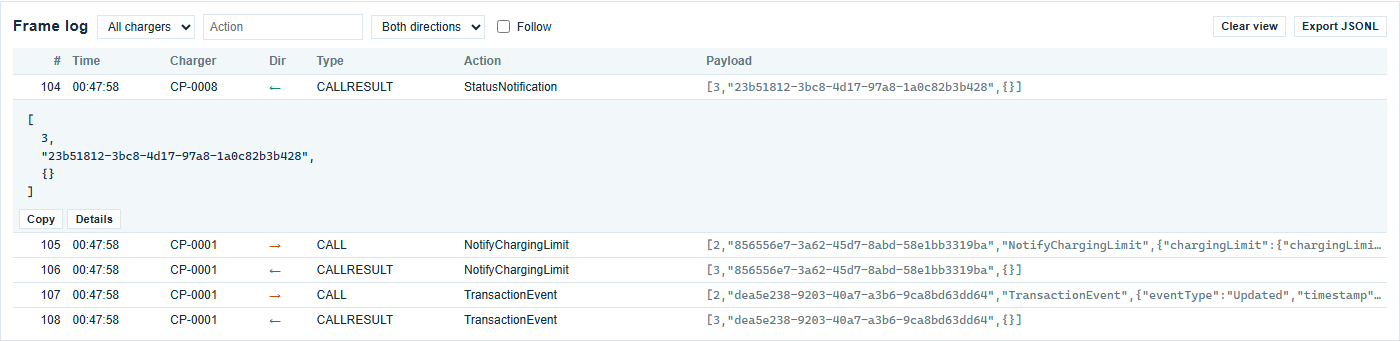 Frame log All chargers Action Both directions Follow Clear view Export JSONL
# Time Charger Dir Type Action Payload
104 00:47:58 CP-0008 ← CALLRESULT StatusNotification [3,"23b51812-3bc8-4d17-97a8-1a0c82b3b428",{}]
[
3,
"23b51812-3bc8-4d17-97a8-1a0c82b3b428",
{}
]
Copy Details
105 00:47:58 CP-0001 → CALL NotifyChargingLimit [2,"856556e7-3a62-45d7-8abd-58e1bb3319ba","NotifyChargingLimit",{"chargingLimit":{"chargingLimi…
106 00:47:58 CP-0001 ← CALLRESULT NotifyChargingLimit [3,"856556e7-3a62-45d7-8abd-58e1bb3319ba",{}]
107 00:47:58 CP-0001 → CALL TransactionEvent [2,"dea5e238-9203-40a7-a3b6-9ca8bd63dd64","TransactionEvent",{"eventType":"Updated","timestamp"…
108 00:47:58 CP-0001 ← CALLRESULT TransactionEvent [3,"dea5e238-9203-40a7-a3b6-9ca8bd63dd64",{}]